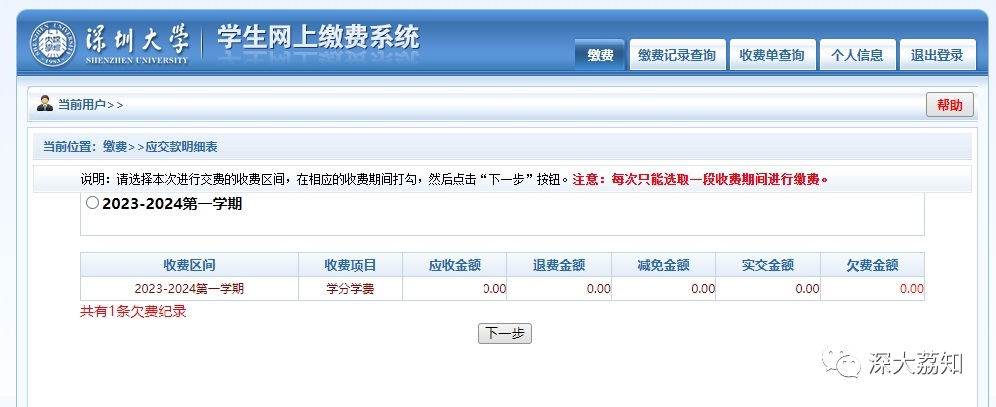 深圳大学
SHENZHEN UNIVERSITY
学生网上缴费系统
缴费 缴费记录查询 收费单查询 个人信息 退出登录
当前用户>>
帮助
当前位置：缴费>>应交款明细表
说明：请选择本次进行交费的收费区间，在相应的收费期间打勾，然后点击“下一步”按钮。注意：每次只能选取一段收费期间进行缴费。
2023-2024第一学期
收费区间 收费项目 应收金额 退费金额 减免金额 实交金额 欠费金额
2023-2024第一学期 学分学费 0.00 0.00 0.00 0.00 0.00
共有1条欠费纪录
下一步
深大荔知